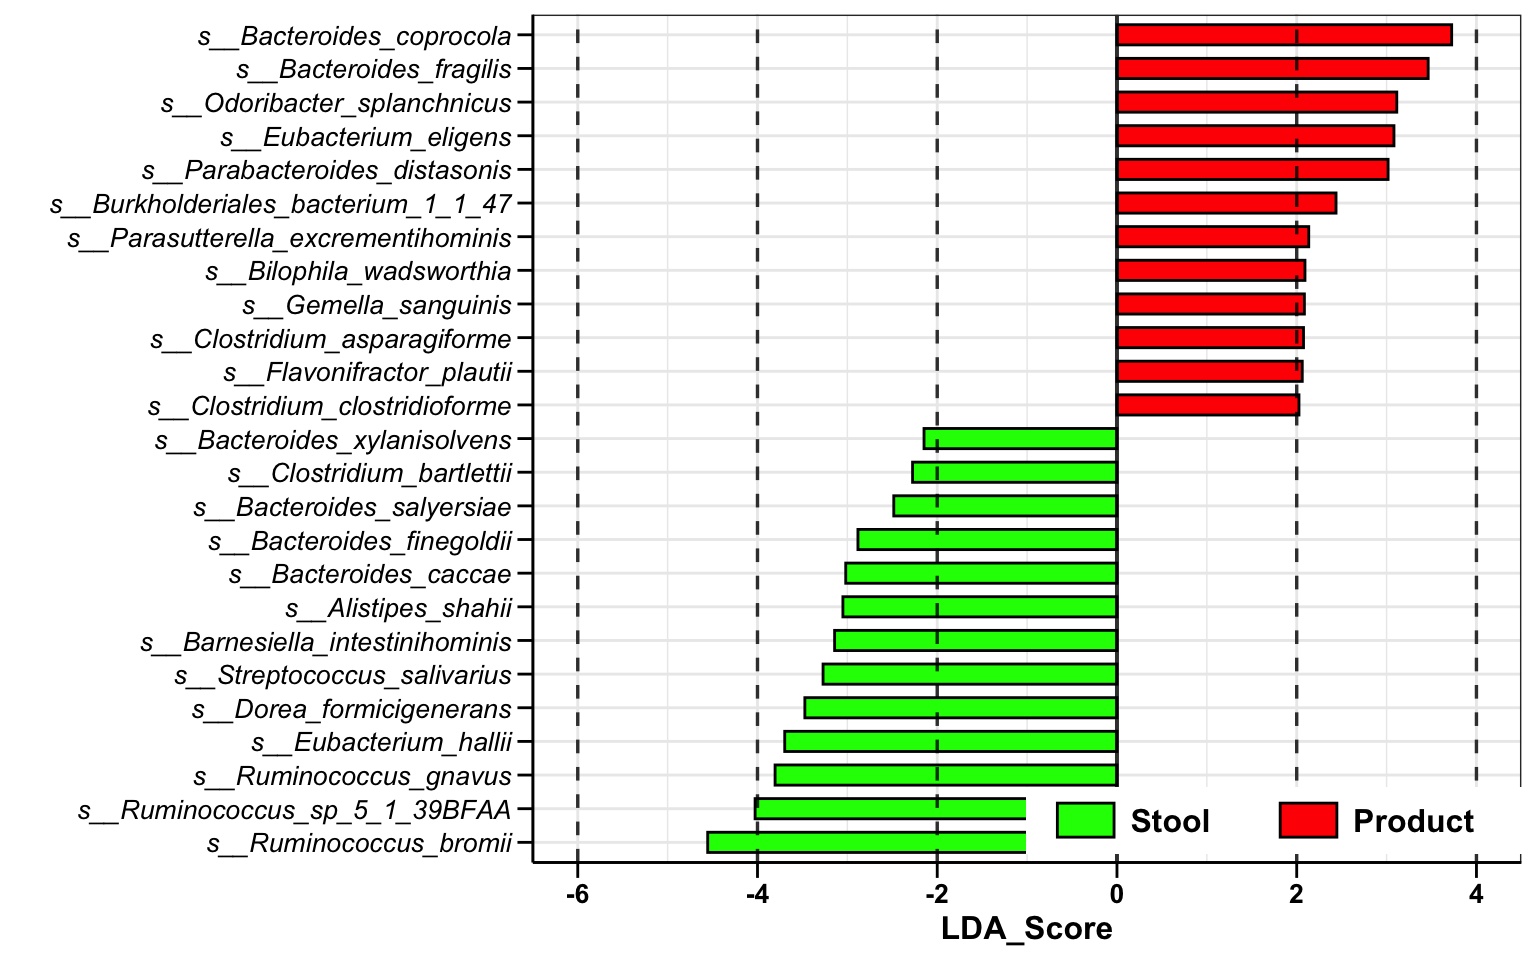 s__Bacteroides_coprocola
s__Bacteroides_fragilis
s__Odoribacter_splanchnicus
s__Eubacterium_eligens
s__Parabacteroides_distasonis
s__Burkholderiales_bacterium_1_1_47
s__Parasutterella_excrementihominis
s__Bilophila_wadsworthia
s__Gemella_sanguinis
s__Clostridium_asparagiforme
s__Flavonifractor_plautii
s__Clostridium_clostridioforme
s__Bacteroides_xylanisolvens
s__Clostridium_bartlettii
s__Bacteroides_salyersiae
s__Bacteroides_finegoldii
s__Bacteroides_caccae
s__Alistipes_shahii
s__Barnesiella_intestinihominis
s__Streptococcus_salivarius
s__Dorea_formicigenerans
s__Eubacterium_hallii
s__Ruminococcus_gnavus
s__Ruminococcus_sp_5_1_39BFAA
s__Ruminococcus_bromii
Stool Product
-6 -4 -2 0 2 4
LDA_Score